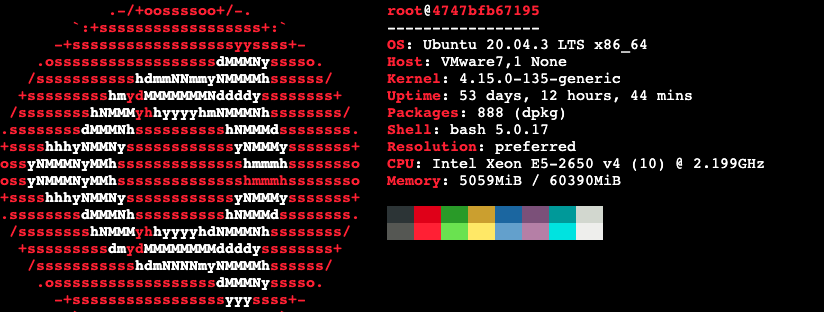 .-/+oossssoo+/-.
`:+ssssssssssssssssss+:`
-+ssssssssssssssssssyyssss+-
.ossssssssssssssssssdMMMNysssso.
/ssssssssssshdmmNNmmyNMMMMhssssss/
+ssssssssshmydMMMMMMMNddddyssssssss+
/sssssssshNMMMyhhyyyyhmNMMMNhssssssss/
.ssssssssdMMMNhsssssssssshNMMMdssssssss.
+sssshhhyNMMNyssssssssssssyNMMMysssssss+
ossyNMMMNyMMhsssssssssssssshmmmhssssssso
ossyNMMMNyMMhsssssssssssssshmmmhssssssso
+sssshhhyNMMNyssssssssssssyNMMMysssssss+
.ssssssssdMMMNhsssssssssshNMMMdssssssss.
/sssssssshNMMMyhhyyyyhdNMMMNhssssssss/
+sssssssssdmydMMMMMMMMddddyssssssss+
/ssssssssssshdmNNNNmyNMMMMhssssss/
.ossssssssssssssssssdMMMNysssso.
-+sssssssssssssssssyyyssss+-
root@4747bfb67195
-----------------
OS: Ubuntu 20.04.3 LTS x86_64
Host: VMware7,1 None
Kernel: 4.15.0-135-generic
Uptime: 53 days, 12 hours, 44 mins
Packages: 888 (dpkg)
Shell: bash 5.0.17
Resolution: preferred
CPU: Intel Xeon E5-2650 v4 (10) @ 2.199GHz
Memory: 5059MiB / 60390MiB